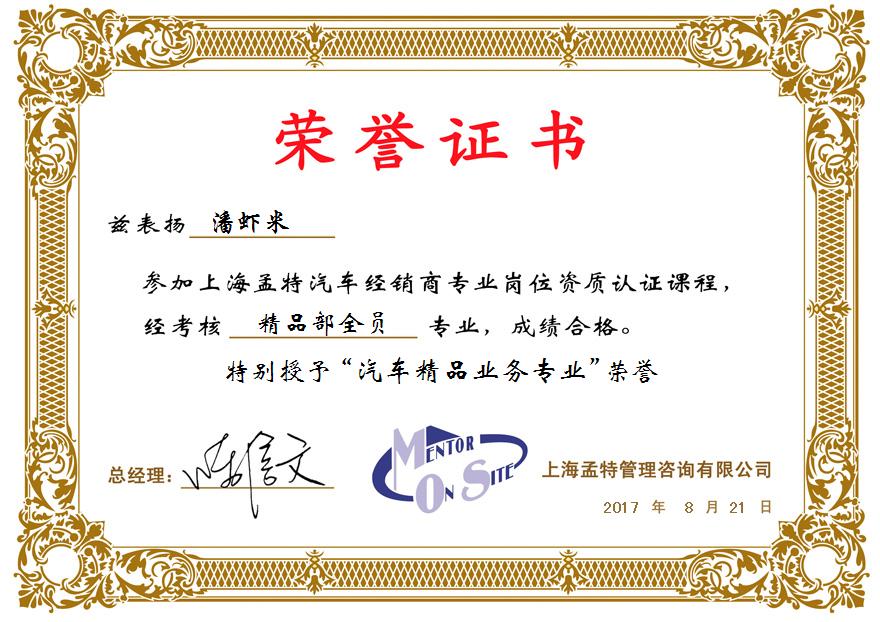 荣誉证书
兹表扬 潘虾米
参加上海孟特汽车经销商专业岗位资质认证课程，
经考核 精品部全员 专业，成绩合格。
特别授予“汽车精品业务专业”荣誉
总经理：
MENTOR
ON SITE
上海孟特管理咨询有限公司
2017 年 8 月 21 日